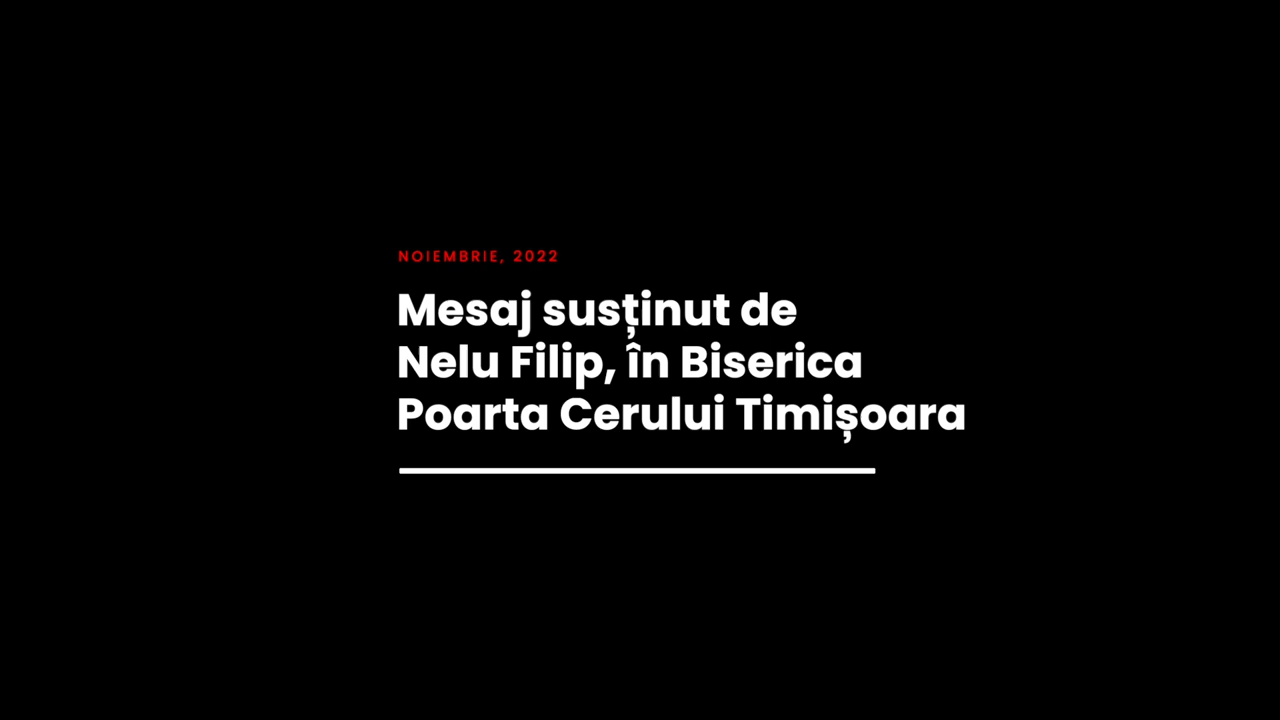 NOIEMBRIE, 2022
Mesaj susținut de
Nelu Filip, în Biserica
Poarta Cerului Timișoara